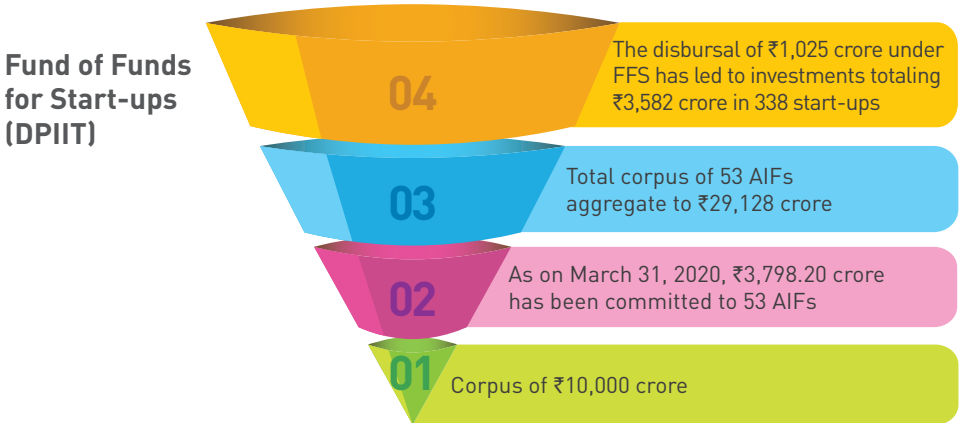 Fund of Funds
for Start-ups
(DPIIT)
04
The disbursal of ₹1,025 crore under
FFS has led to investments totaling
₹3,582 crore in 338 start-ups
03
Total corpus of 53 AIFs
aggregate to ₹29,128 crore
02
As on March 31, 2020, ₹3,798.20 crore
has been committed to 53 AIFs
01
Corpus of ₹10,000 crore